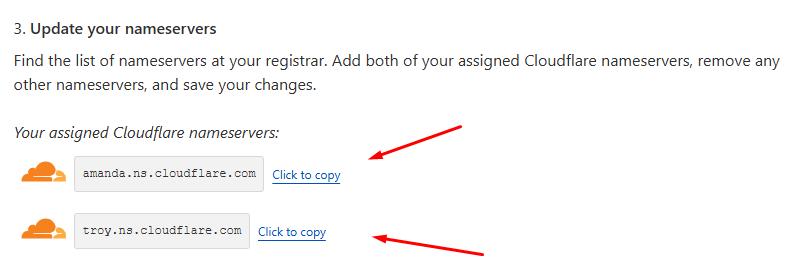 3. Update your nameservers
Find the list of nameservers at your registrar. Add both of your assigned Cloudflare nameservers, remove any
other nameservers, and save your changes.
Your assigned Cloudflare nameservers:
amanda.ns.cloudflare.com Click to copy
troy.ns.cloudflare.com Click to copy